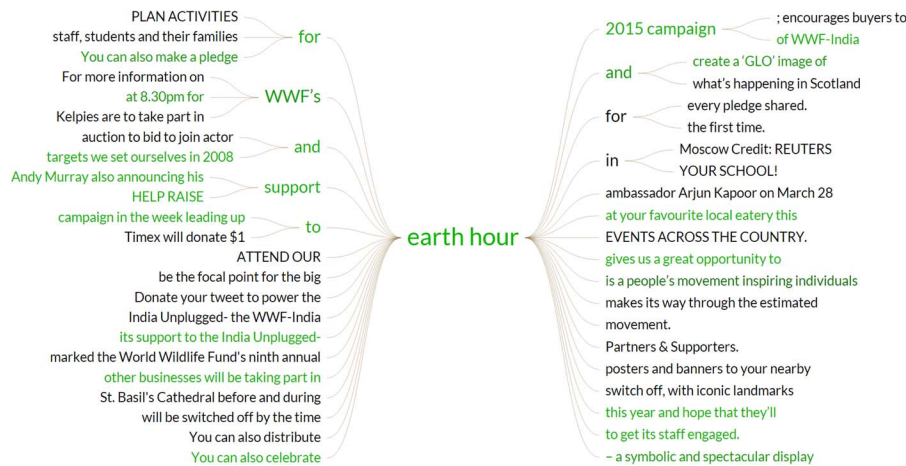 PLAN ACTIVITIES
staff, students and their families
You can also make a pledge
for
For more information on
at 8.30pm for
Kelpies are to take part in
WWF's
auction to bid to join actor
targets we set ourselves in 2008
and
Andy Murray also announcing his
HELP RAISE
support
campaign in the week leading up
Timex will donate $1
to
ATTEND OUR
be the focal point for the big
Donate your tweet to power the
India Unplugged- the WWF-India
its support to the India Unplugged-
marked the World Wildlife Fund's ninth annual
other businesses will be taking part in
St. Basil's Cathedral before and during
will be switched off by the time
You can also distribute
You can also celebrate
earth hour
2015 campaign
; encourages buyers to
of WWF-India
and
create a ‘GLO’ image of
what's happening in Scotland
for
every pledge shared.
the first time.
in
Moscow Credit: REUTERS
YOUR SCHOOL!
ambassador Arjun Kapoor on March 28
at your favourite local eatery this
EVENTS ACROSS THE COUNTRY.
gives us a great opportunity to
is a people's movement inspiring individuals
makes its way through the estimated
movement.
Partners & Supporters.
posters and banners to your nearby
switch off, with iconic landmarks
this year and hope that they'll
to get its staff engaged.
– a symbolic and spectacular display